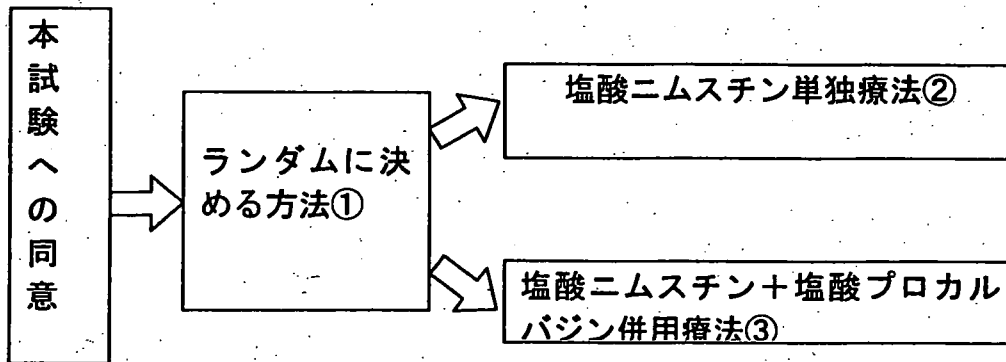 本試験への同意
ランダムに決
める方法①
塩酸ニムスチン単独療法②
塩酸ニムスチン＋塩酸プロカル
バジン併用療法③